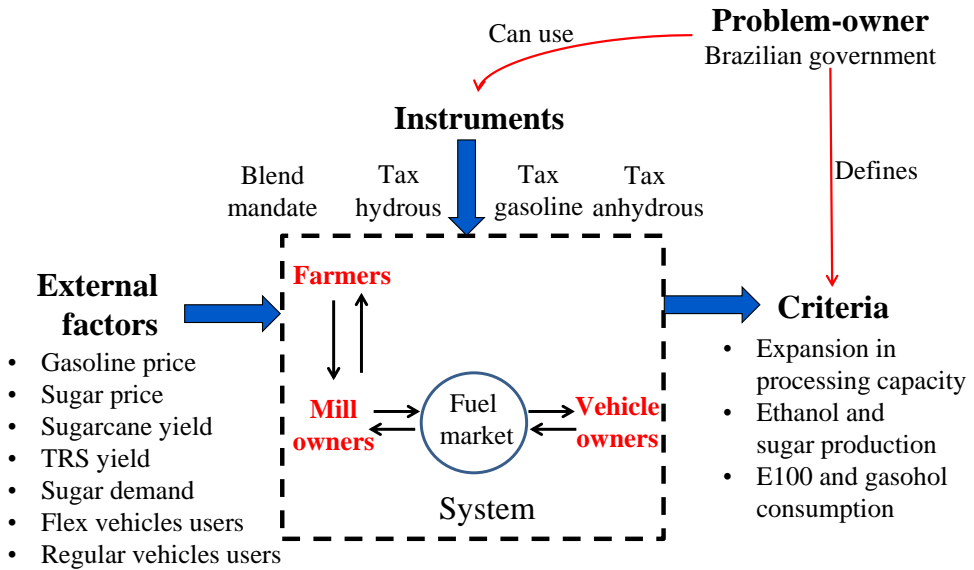 Problem-owner
Brazilian government
Can use
Instruments
Defines
Blend
mandate
Tax
hydrous
Tax
gasoline
Tax
anhydrous
External
factors
• Gasoline price
• Sugar price
• Sugarcane yield
• TRS yield
• Sugar demand
• Flex vehicles users
• Regular vehicles users
Farmers
Mill
owners
Fuel
market
Vehicle
owners
System
Criteria
• Expansion in
processing capacity
• Ethanol and
sugar production
• E100 and gasohol
consumption